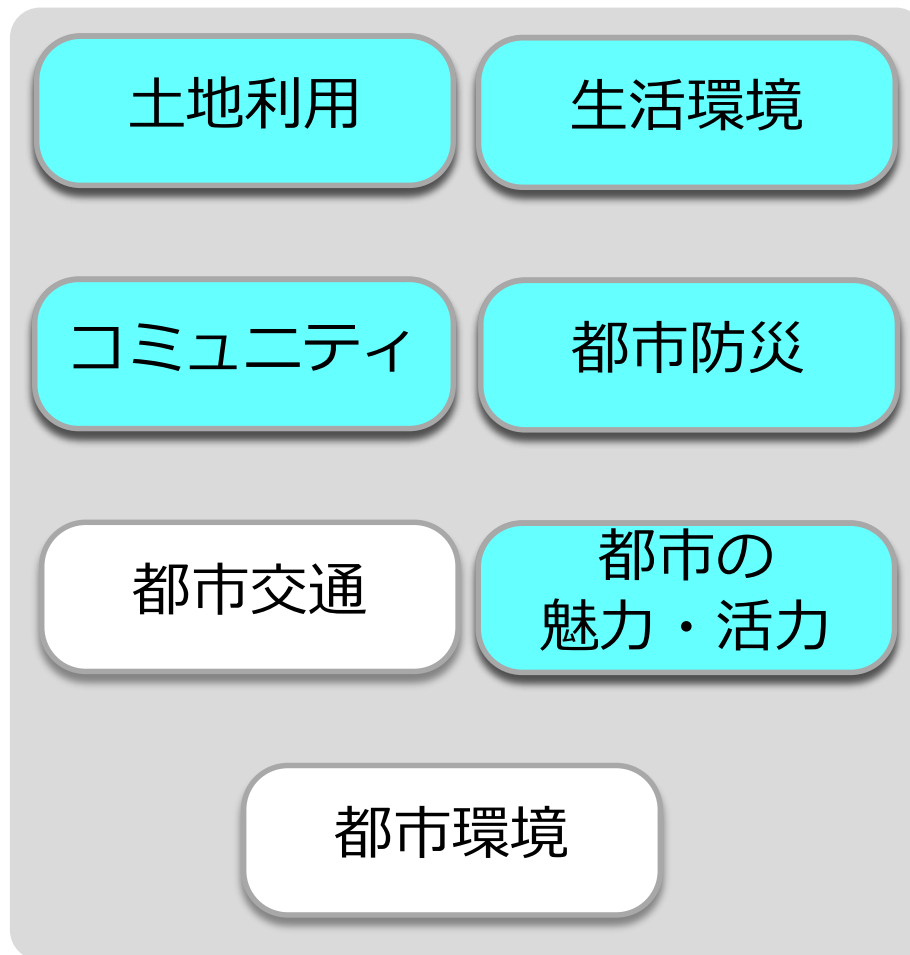 土地利用
生活環境
コミュニティ
都市防災
都市交通
都市の
魅力・活力
都市環境